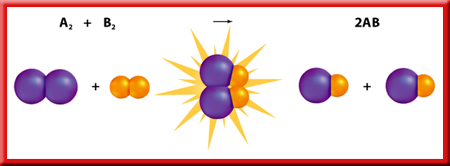 A₂ + B₂ → 2AB
+ +